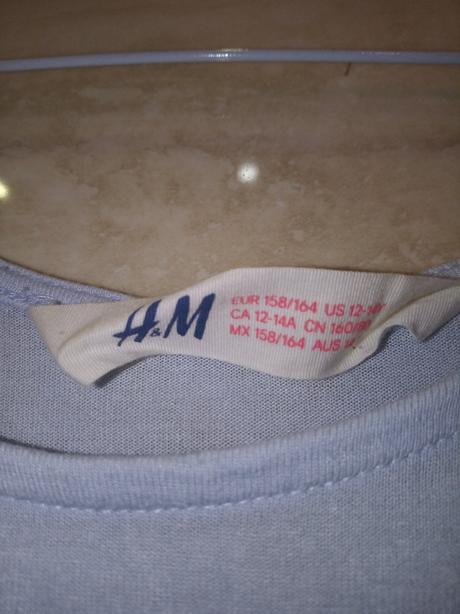 H&M
EUR 158/164 US
CA 12-14A CN
MX 158/164 AUS